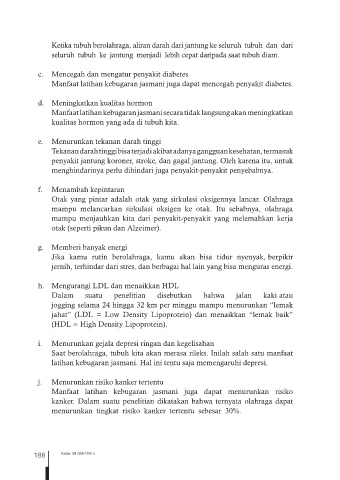 Ketika tubuh berolahraga, aliran darah dari jantung ke seluruh tubuh dan dari
seluruh tubuh ke jantung menjadi lebih cepat daripada saat tubuh diam.
c. Mencegah dan mengatur penyakit diabetes
Manfaat latihan kebugaran jasmani juga dapat mencegah penyakit diabetes.
d. Meningkatkan kualitas hormon
Manfaat latihan kebugaran jasmani secara tidak langsung akan meningkatkan
kualitas hormon yang ada di tubuh kita.
e. Menurunkan tekanan darah tinggi
Tekanan darah tinggi bisa terjadi akibat adanya gangguan kesehatan, termasuk
penyakit jantung koroner, stroke, dan gagal jantung. Oleh karena itu, untuk
menghindarinya perlu dihindari juga penyakit-penyakit penyebabnya.
f. Menambah kepintaran
Otak yang pintar adalah otak yang sirkulasi oksigennya lancar. Olahraga
mampu melancarkan sirkulasi oksigen ke otak. Itu sebabnya, olahraga
mampu menjauhkan kita dari penyakit-penyakit yang melemahkan kerja
otak (seperti pikun dan Alzeimer).
g. Memberi banyak energi
Jika kamu rutin berolahraga, kamu akan bisa tidur nyenyak, berpikir
jernih, terhindar dari stres, dan berbagai hal lain yang bisa menguras energi.
h. Mengurangi LDL dan menaikkan HDL
Dalam suatu penelitian disebutkan bahwa jalan kaki atau
jogging selama 24 hingga 32 km per minggu mampu menurunkan “lemak
jahat” (LDL = Low Density Lipoprotein) dan menaikkan “lemak baik”
(HDL = High Density Lipoprotein).
i. Menurunkan gejala depresi ringan dan kegelisahan
Saat berolahraga, tubuh kita akan merasa rileks. Inilah salah satu manfaat
latihan kebugaran jasmani. Hal ini tentu saja memengaruhi depresi.
j. Menurunkan risiko kanker tertentu
Manfaat latihan kebugaran jasmani juga dapat menurunkan risiko
kanker. Dalam suatu penelitian dikatakan bahwa ternyata olahraga dapat
menurunkan tingkat risiko kanker tertentu sebesar 30%.
188 Kelas VII SMP/MTs